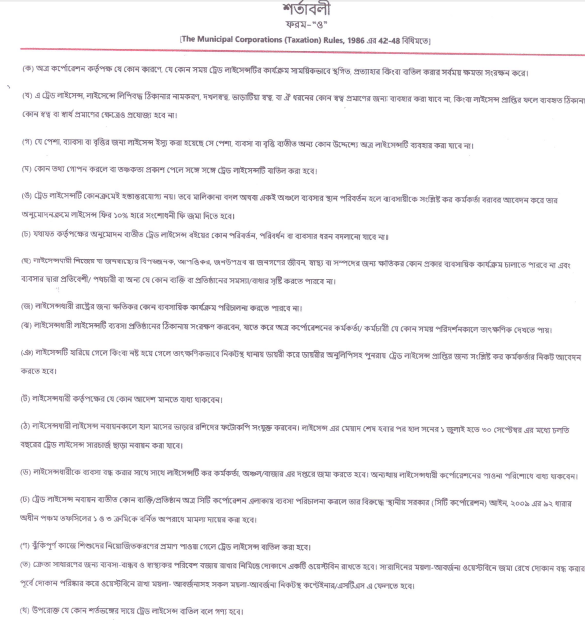 শর্তাবলী
ফরম-"ও"
[The Municipal Corporations (Taxation) Rules, 1986 এর 42-48 বিধিমতে]
(ক) অত্র কর্পোরেশন কর্তৃপক্ষ যে কোন কারণে, যে কোন সময় ট্রেড লাইসেন্সটির কার্যক্রম সাময়িকভাবে স্থগিত, প্রত্যাহার কিংবা বাতিল করার সর্বময় ক্ষমতা সংরক্ষন করে।
(খ) এ ট্রেড লাইসেন্স, লাইসেন্সে লিপিবদ্ধ ঠিকানার নামকরণ, দখলস্বত্ব, ভাড়াটিয়া স্বত্ব বা ঐ ধরনের কোন স্বত্ব প্রমাণের জন্য ব্যবহার করা যাবে না, কিংবা লাইসেন্স প্রাপ্তির ফলে ব্যবহৃত ঠিকানা
কোন স্বত্ব বা স্বার্থ প্রমাণের ক্ষেত্রেও প্রযোজ্য হবে না।
(গ) যে পেশা, ব্যবসা বা বৃত্তির জন্য লাইসেন্স ইস্যু করা হয়েছে সে পেশা, ব্যবসা বা বৃত্তি ব্যতীত অন্য কোন উদ্দেশ্যে অত্র লাইসেন্সটি ব্যবহার করা যাবে না।
(ঘ) কোন তথ্য গোপন করলে বা তঞ্চকতা প্রকাশ পেলে সঙ্গে সঙ্গে ট্রেড লাইসেন্সটি বাতিল করা হবে।
(ঙ) ট্রেড লাইসেন্সটি কোনক্রমেই হস্তান্তরযোগ্য নয়। তবে মালিকানা বদল অথবা একই অঞ্চলে ব্যবসার স্থান পরিবর্তন হলে ব্যবসায়ীকে সংশ্লিষ্ট কর কর্মকর্তা বরাবর আবেদন করে তার
অনুমোদনক্রমে লাইসেন্স ফির ১০% হারে সংশোধনী ফি জমা দিতে হবে।
(চ) যথাযত কর্তৃপক্ষের অনুমোদন ব্যতীত ট্রেড লাইসেন্স বইয়ের কোন পরিবর্তন, পরিবর্ধন বা ব্যবসার ধরন বদলানো যাবে না।
(ছ) লাইসেন্সধারী নিজের বা জনস্বাস্থ্যের বিপজ্জনক, আপত্তিকর, জনউপদ্রব বা জনগণের জীবন, স্বাস্থ্য বা সম্পদের জন্য ক্ষতিকর কোন প্রকার ব্যবসায়িক কার্যক্রম চালাতে পারবে না এবং
ব্যবসার দ্বারা প্রতিবেশী/ পথচারী বা অন্য যে কোন ব্যক্তি বা প্রতিষ্ঠানের সমস্যা/বাধার সৃষ্টি করতে পারবে না।
(জ) লাইসেন্সধারী রাষ্ট্রের জন্য ক্ষতিকর কোন ব্যবসায়িক কার্যক্রম পরিচালনা করতে পারবে না।
(ঝ) লাইসেন্সধারী লাইসেন্সটি ব্যবসা প্রতিষ্ঠানের ঠিকানায় সংরক্ষণ করবেন, যাতে করে অত্র কর্পোরেশনের কর্মকর্তা/ কর্মচারী যে কোন সময় পরিদর্শনকালে তাৎক্ষণিক দেখতে পায়।
(ঞ) লাইসেন্সটি হারিয়ে গেলে কিংবা নষ্ট হয়ে গেলে তাৎক্ষণিকভাবে নিকটস্থ থানায় ডায়রী করে ডায়রীর অনুলিপিসহ পুনরায় ট্রেড লাইসেন্স প্রাপ্তির জন্য সংশ্লিষ্ট কর কর্মকর্তার নিকট আবেদন
করতে হবে।
(ট) লাইসেন্সধারী কর্তৃপক্ষের যে কোন আদেশ মানতে বাধ্য থাকবেন।
(ঠ) লাইসেন্সধারী লাইসেন্স নবায়নকালে হাল মাসের ভাড়ার রশিদের ফটোকপি সংযুক্ত করবেন। লাইসেন্স এর মেয়াদ শেষ হবার পর হাল সনের ১ জুলাই হতে ৩০ সেপ্টেম্বর এর মধ্যে চলতি
বছরের ট্রেড লাইসেন্স সারচার্জ ছাড়া নবায়ন করা যাবে।
(ড) লাইসেন্সধারীকে ব্যবসা বন্ধ করার সাথে সাথে লাইসেন্সটি কর কর্মকর্তা, অঞ্চল/বাজার এর দপ্তরে জমা করতে হবে। অন্যথায় লাইসেন্সধারী কর্পোরেশনের পাওনা পরিশোধে বাধ্য থাকবেন।
(ঢ) ট্রেড লাইসেন্স নবায়ন ব্যতীত কোন ব্যক্তি/প্রতিষ্ঠান অত্র সিটি কর্পোরেশন এলাকায় ব্যবসা পরিচালনা করলে তার বিরুদ্ধে স্থানীয় সরকার (সিটি কর্পোরেশন) আইন, ২০০৯ এর ৯২ ধারার
অধীন পঞ্চম তফসিলের ১ ও ৩ ক্রমিকে বর্ণিত অপরাধে মামলা দায়ের করা হবে।
(ণ) ঝুঁকিপূর্ণ কাজে শিশুদের নিয়োজিতকরণের প্রমাণ পাওয়া গেলে ট্রেড লাইসেন্স বাতিল করা হবে।
(ত) ক্রেতা সাধারণের জন্য ব্যবসা-বান্ধব ও স্বাস্থ্যকর পরিবেশ বজায় রাখার নিমিত্তে দোকানে একটি ওয়েস্টবিন রাখতে হবে। সারাদিনের ময়লা-আবর্জনা ওয়েস্টবিনে জমা রেখে দোকান বন্ধ করার
পূর্বে দোকান পরিষ্কার করে ওয়েস্টবিনে রাখা ময়লা- আবর্জনাসহ সকল ময়লা-আবর্জনা নিকটস্থ কন্টেইনার/এসটিএস এ ফেলতে হবে।
(থ) উপরোক্ত যে কোন শর্তভঙ্গের দায়ে ট্রেড লাইসেন্স বাতিল বলে গণ্য হবে।